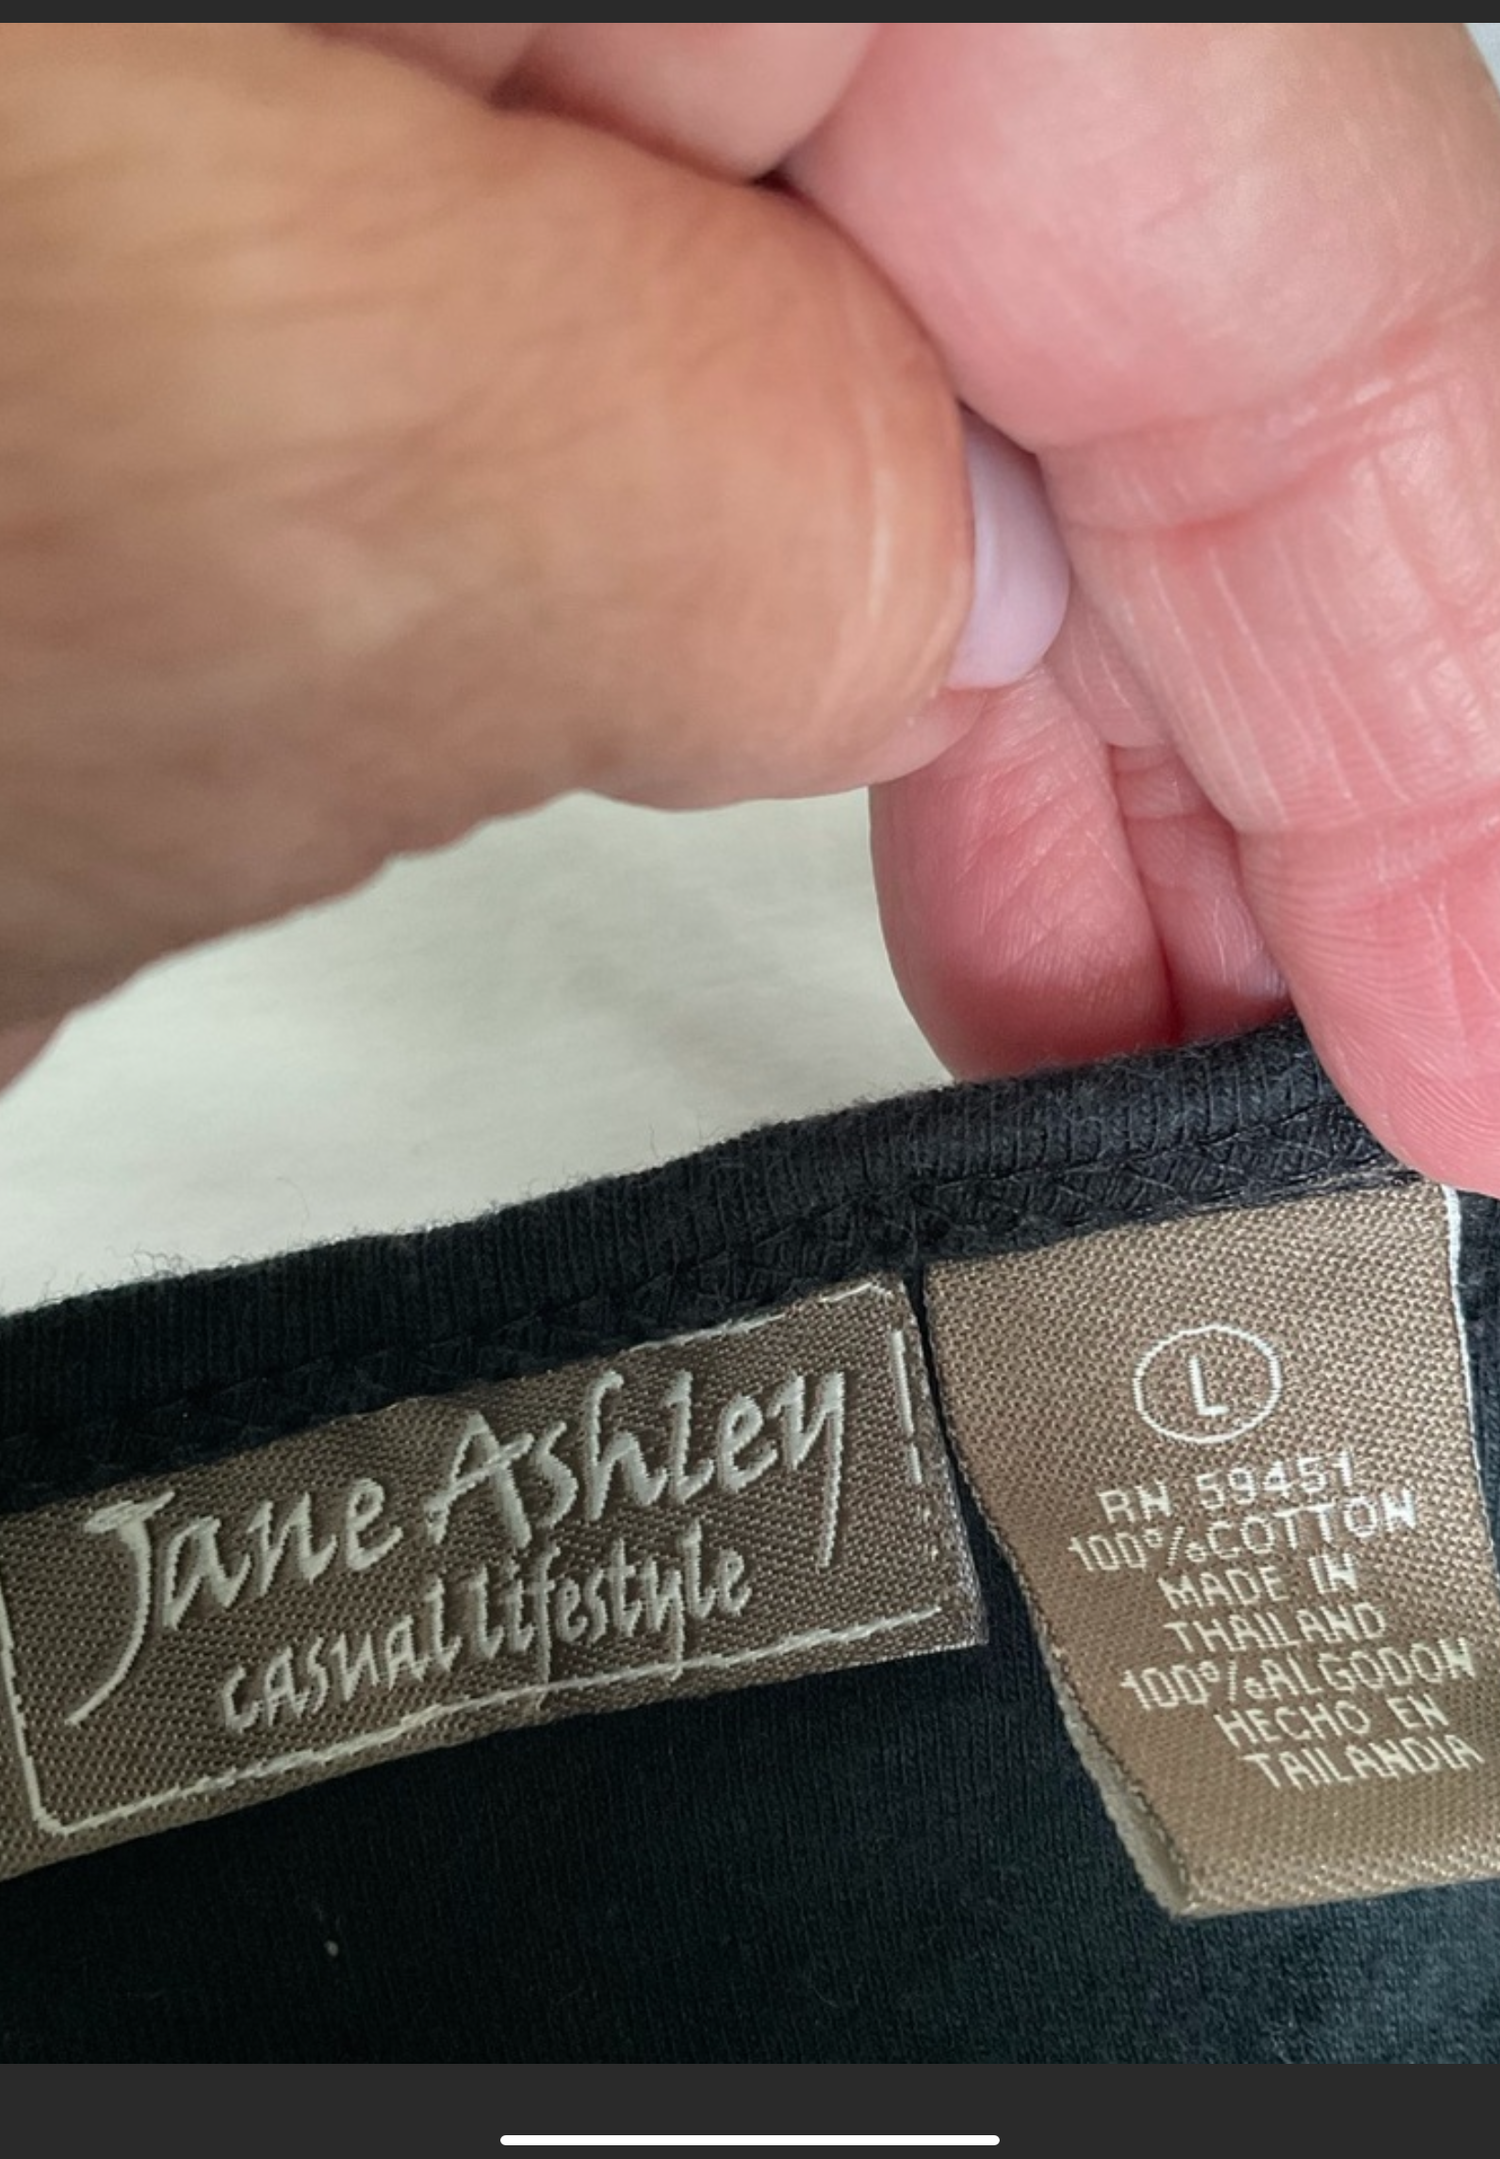 Jane Ashley
casual lifestyle
L
RN 59451
100%COTTON
MADE IN
THAILAND
100%ALGODON
HECHO EN
TAILANDIA